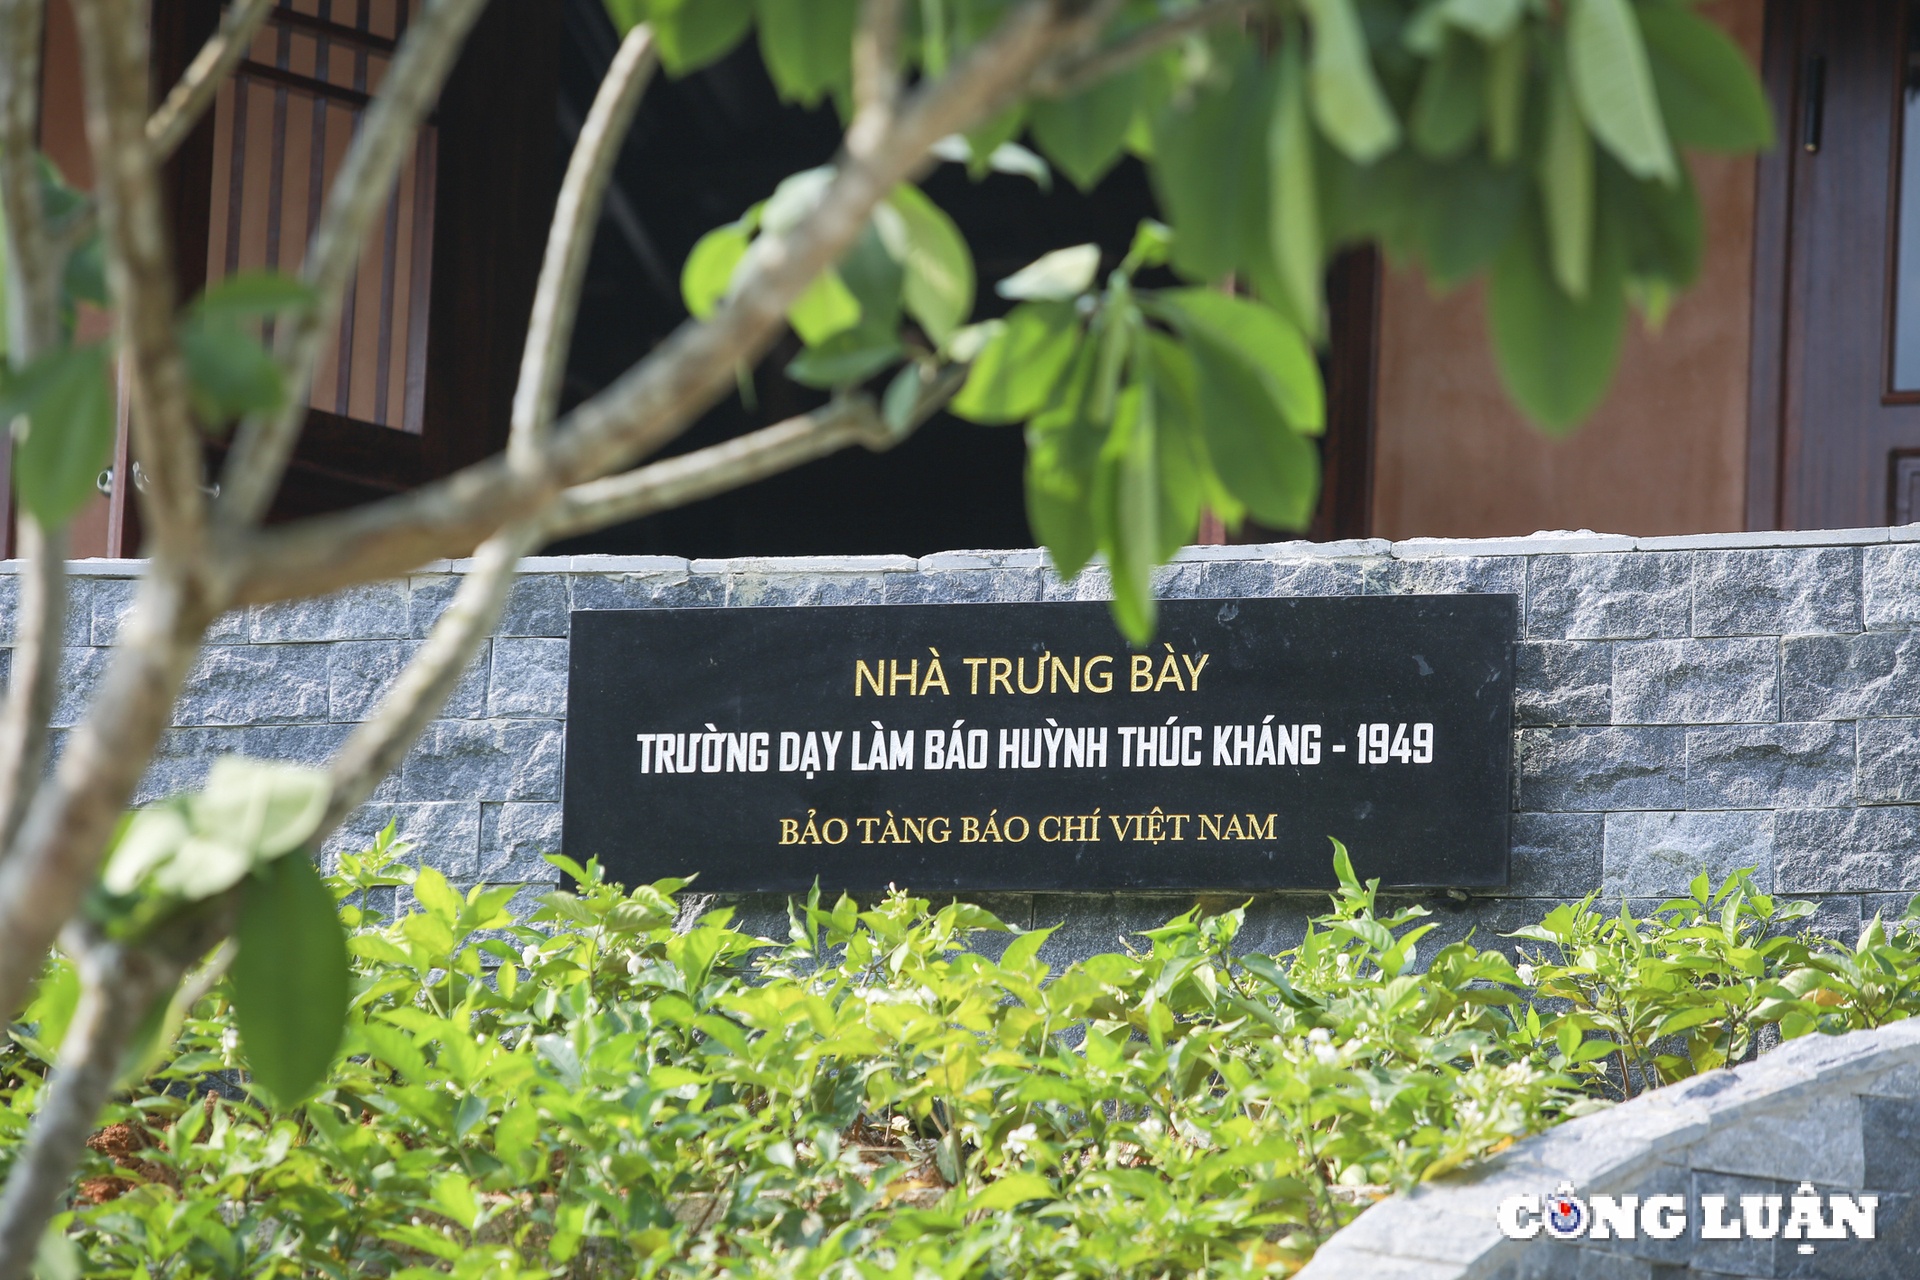 NHÀ TRƯNG BÀY
TRƯỜNG DẠY LÀM BÁO HUỲNH THÚC KHÁNG - 1949
BẢO TÀNG BÁO CHÍ VIỆT NAM
CÔNG LUẬN